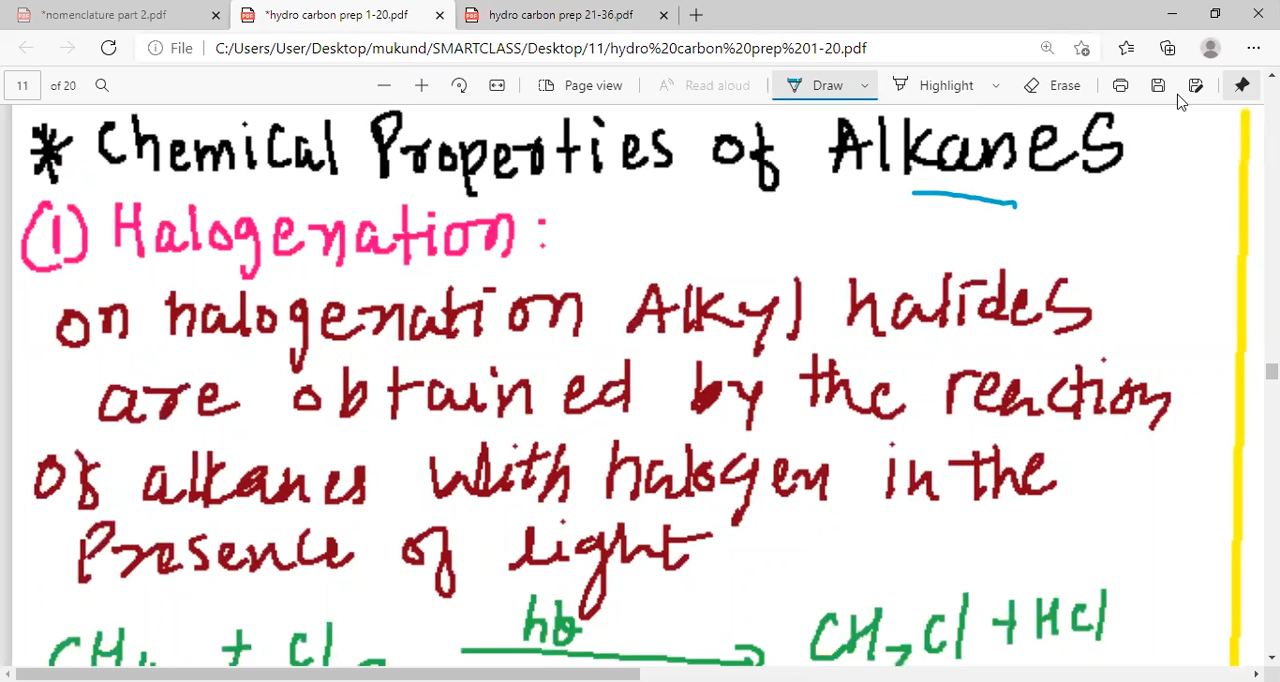 *nomenclature part 2.pdf
*hydro carbon prep 1-20.pdf
hydro carbon prep 21-36.pdf
File
C:/Users/User/Desktop/mukund/SMARTCLASS/Desktop/11/hydro%20carbon%20prep%201-20.pdf
11 of 20
Page view
Read aloud
Draw
Highlight
Erase
* Chemical Properties of Alkanes
(1) Halogenation:
on halogenation Alkyl halides
are obtained by the reaction
of alkanes with halogen in the
Presence of light
hυ
CH4 + Cl2 CH3Cl + HCl